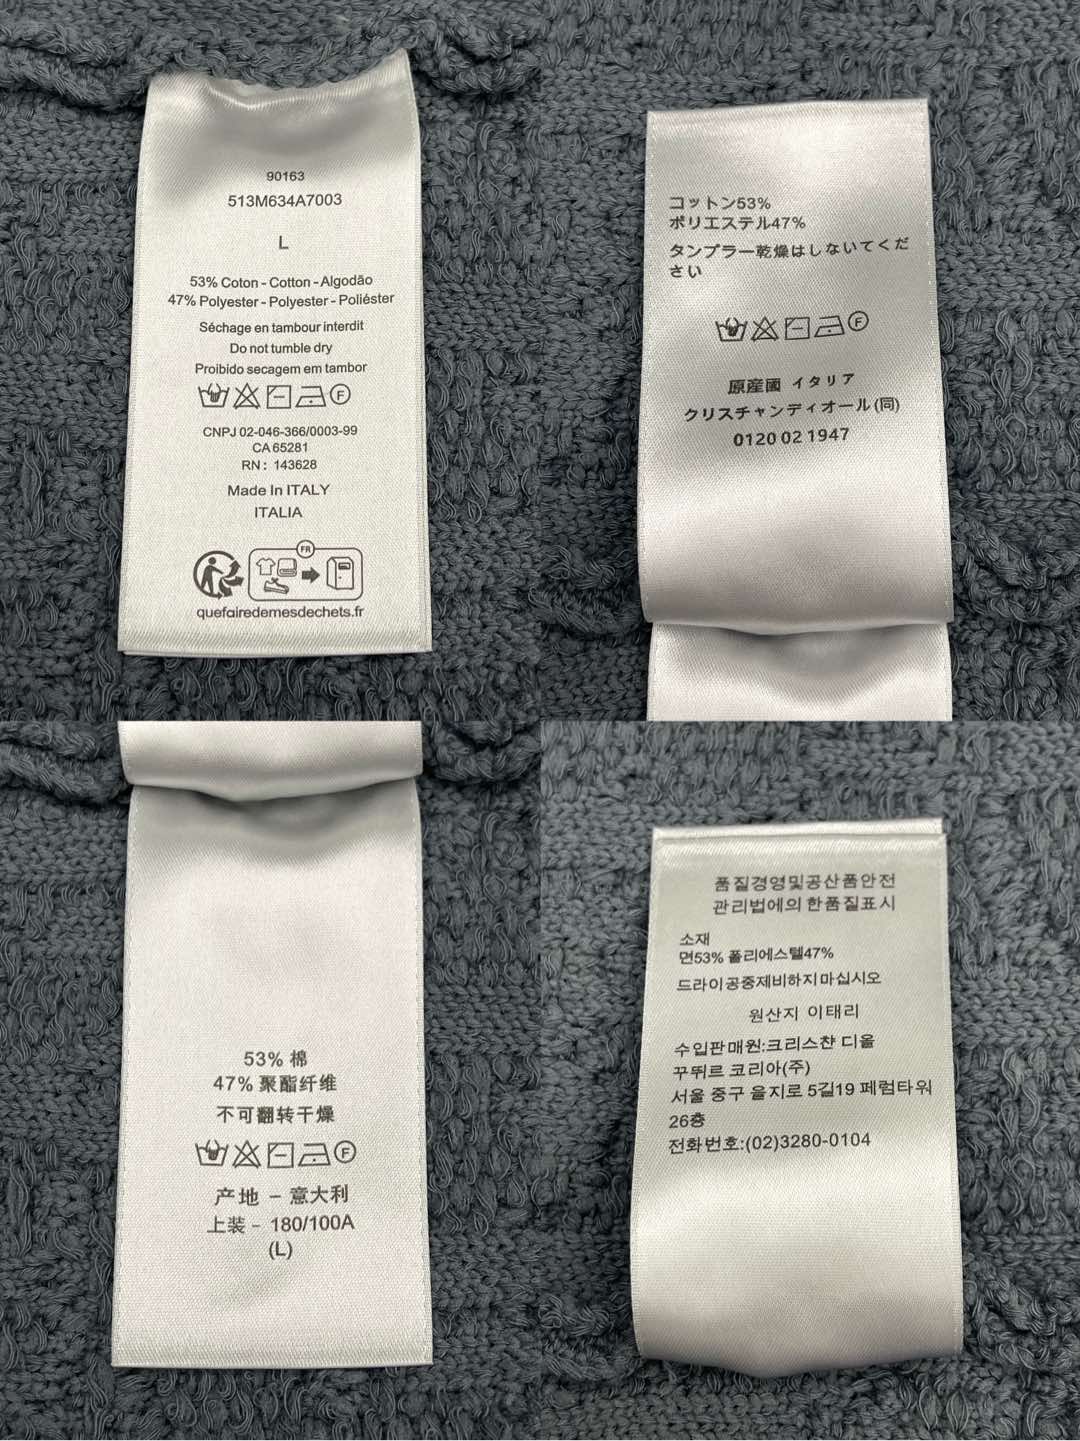 90163
513M634A7003
L
53% Coton - Cotton - Algodão
47% Polyester - Polyester - Poliéster
Séchage en tambour interdit
Do not tumble dry
Proibido secagem em tambor
F
CNPJ 02-046-366/0003-99
CA 65281
RN : 143628
Made In ITALY
ITALIA
FR
quefairedemesdechets.fr
コットン53%
ポリエステル47%
タンプラー乾燥はしないてくだ
さい
F
原産國 イタリア
クリスチャンディオール(同)
0120 02 1947
53% 棉
47% 聚酯纤维
不可翻转干燥
F
产地 - 意大利
上装 - 180/100A
(L)
품질경영및공산품안전
관리법에의한품질표시
소재
면53% 폴리에스텔47%
드라이공중제비하지마십시오
원산지 이태리
수입판매원:크리스챤 디올
꾸뛰르 코리아(주)
서울 중구 을지로 5길19 페럼타워
26층
전화번호:(02)3280-0104